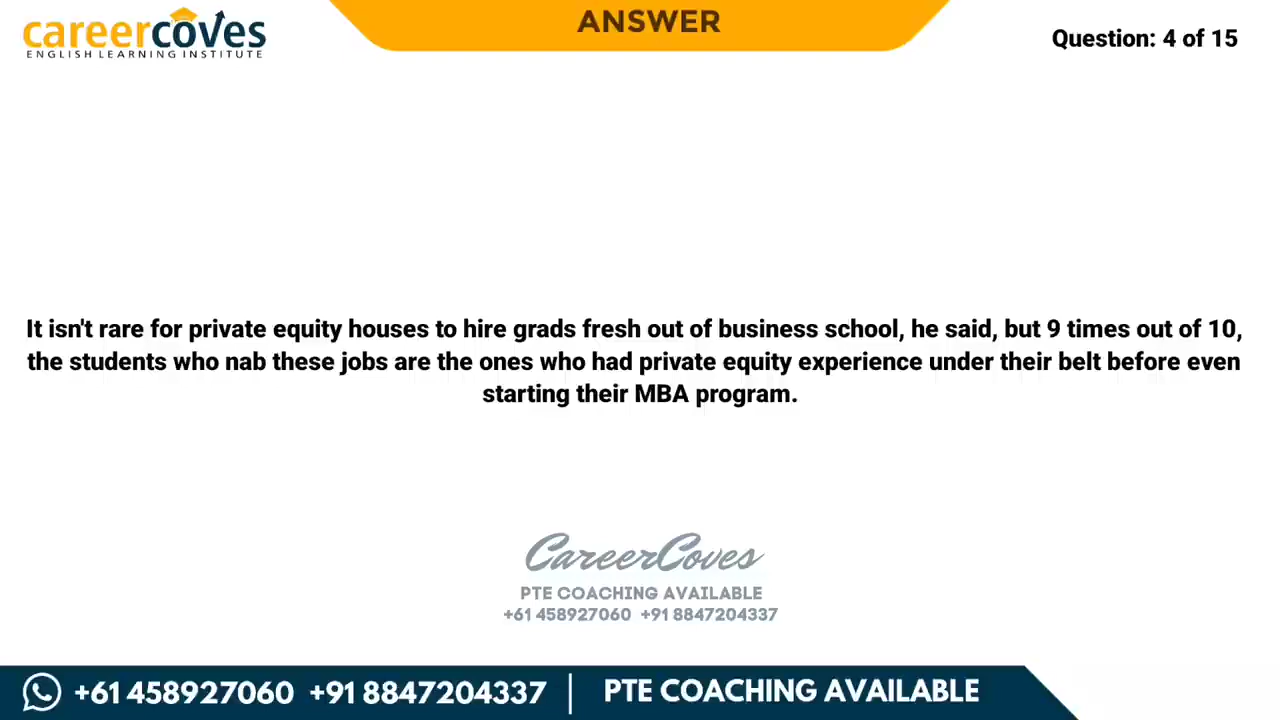 careercoves
ENGLISH LEARNING INSTITUTE
ANSWER
Question: 4 of 15
It isn't rare for private equity houses to hire grads fresh out of business school, he said, but 9 times out of 10,
the students who nab these jobs are the ones who had private equity experience under their belt before even
starting their MBA program.
CareerCoves
PTE COACHING AVAILABLE
+61 458927060 +91 8847204337
+61 458927060 +91 8847204337 | PTE COACHING AVAILABLE